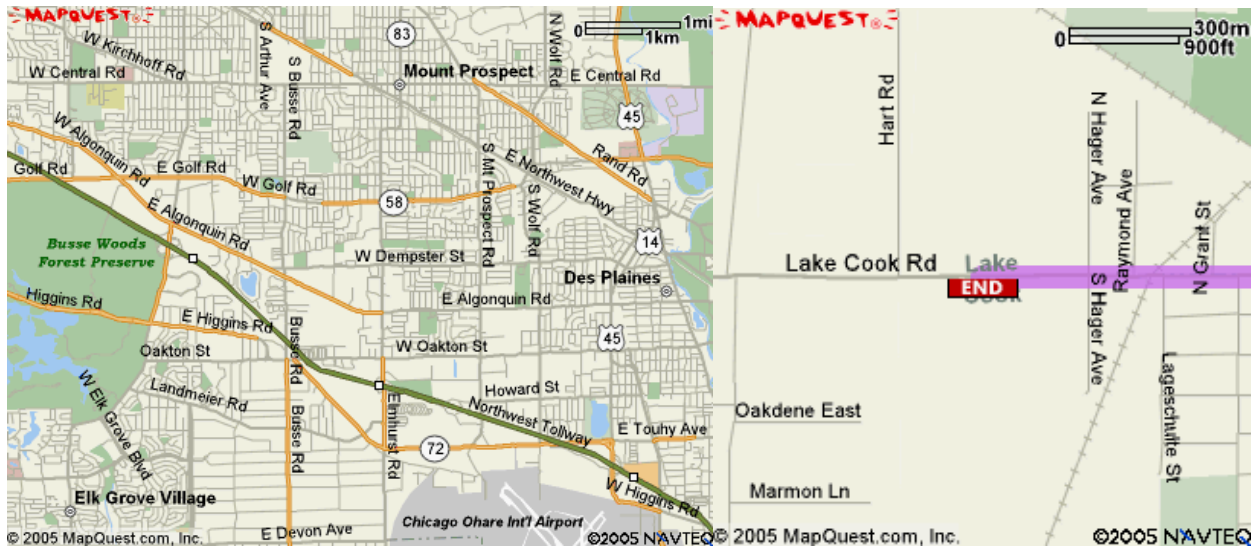 MAPQUEST
0 1mi
1km
83
W Kirchhoff Rd
S Arthur Ave
S Busse Rd
N Wolf Rd
W Central Rd
Mount Prospect
E Central Rd
45
W Algonquin Rd
Golf Rd
E Golf Rd
W Golf Rd
58
S Mt Prospect Rd
E Northwest Hwy
Rand Rd
S Wolf Rd
E Algonquin Rd
14
Busse Woods
Forest Preserve
W Dempster St
Des Plaines
Higgins Rd
E Higgins Rd
E Algonquin Rd
45
Oakton St
Busse Rd
W Oakton St
W Elk Grove Blvd
Landmeier Rd
Busse Rd
Elmhurst Rd
Howard St
Northwest Tollway
E Touhy Ave
72
W Higgins Rd
Elk Grove Village
E Devon Ave
Chicago Ohare Int'l Airport
© 2005 MapQuest.com, Inc.
©2005 NAVTEQ
MAPQUEST
0 300m
900ft
Hart Rd
N Hager Ave
Raymond Ave
N Grant St
Lake Cook Rd
Lake
END
Cook
S Hager Ave
Lageschulte St
Oakdene East
Marmon Ln
© 2005 MapQuest.com, Inc.
©2005 NAVTEQ